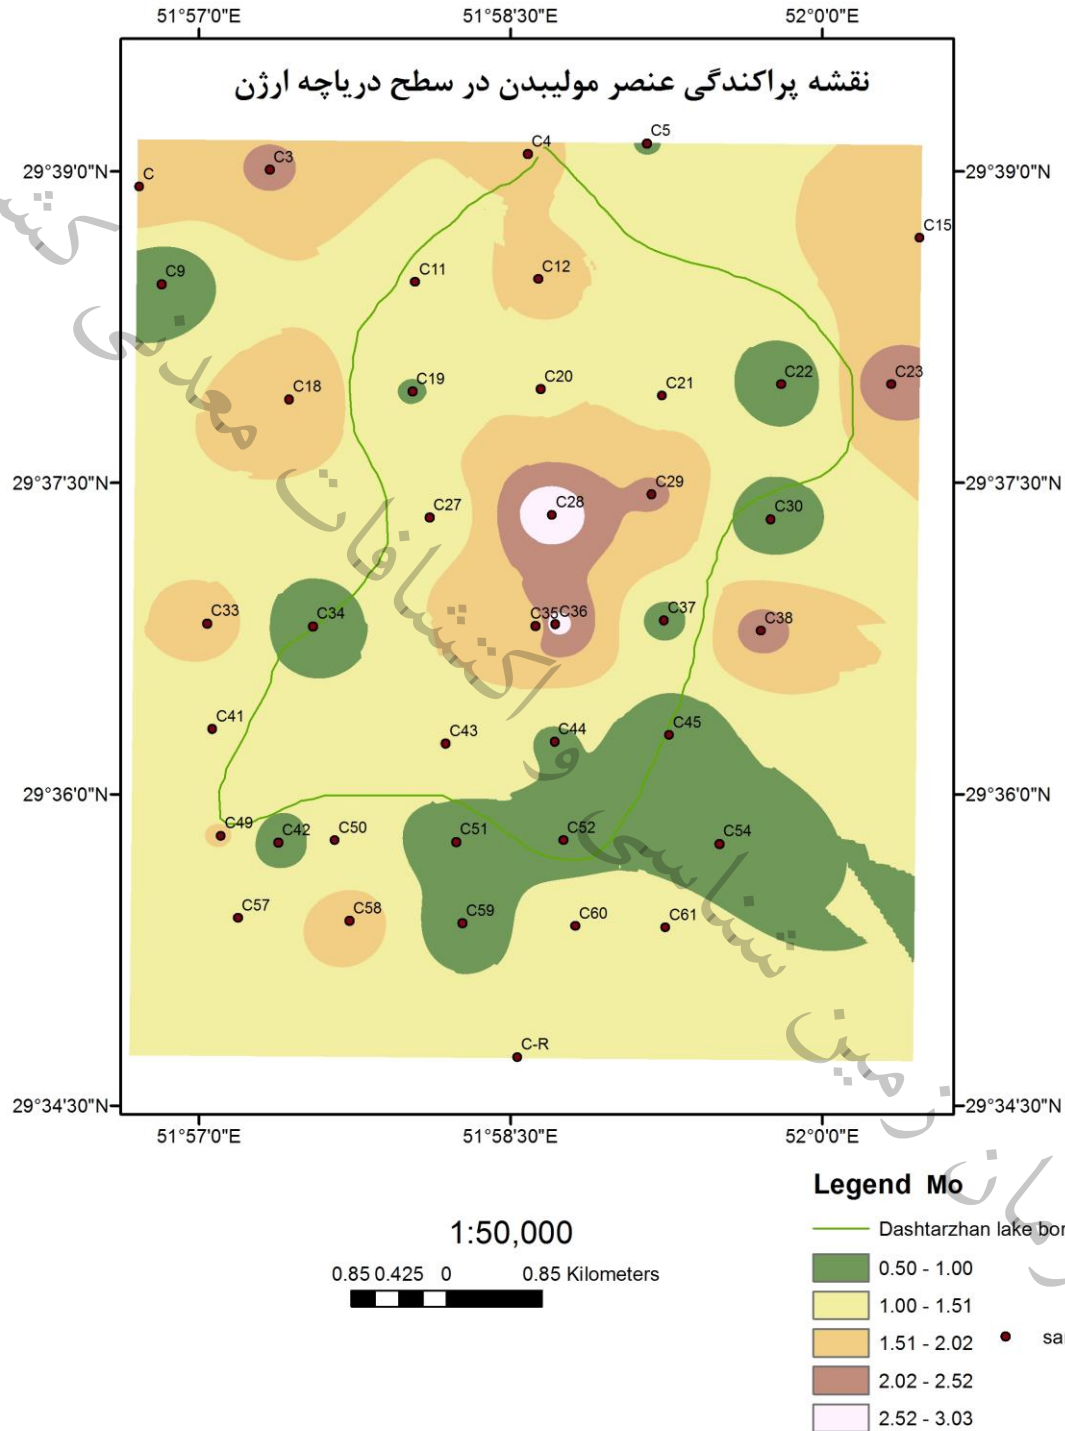 51°57'0"E 51°58'30"E 52°0'0"E
نقشه پراکندگی عنصر مولیبدن در سطح دریاچه ارژن
C5
C4
C3
29°39'0"N 29°39'0"N
C
C15
C9 C11 C12
C18 C19 C20 C21 C22 C23
29°37'30"N 29°37'30"N
C27 C28 C29 C30
C33 C34 C35 C36 C37 C38
C41 C43 C44 C45
29°36'0"N 29°36'0"N
C49 C42 C50 C51 C52 C54
C57 C58 C59 C60 C61
C-R
29°34'30"N 29°34'30"N
51°57'0"E 51°58'30"E 52°0'0"E
Legend Mo
Dashtarzhan lake bor
1:50,000
0.85 0.425 0 0.85 Kilometers
0.50 - 1.00
1.00 - 1.51
1.51 - 2.02
sa
2.02 - 2.52
2.52 - 3.03
زمین شناسی و اکتشافات معدنی